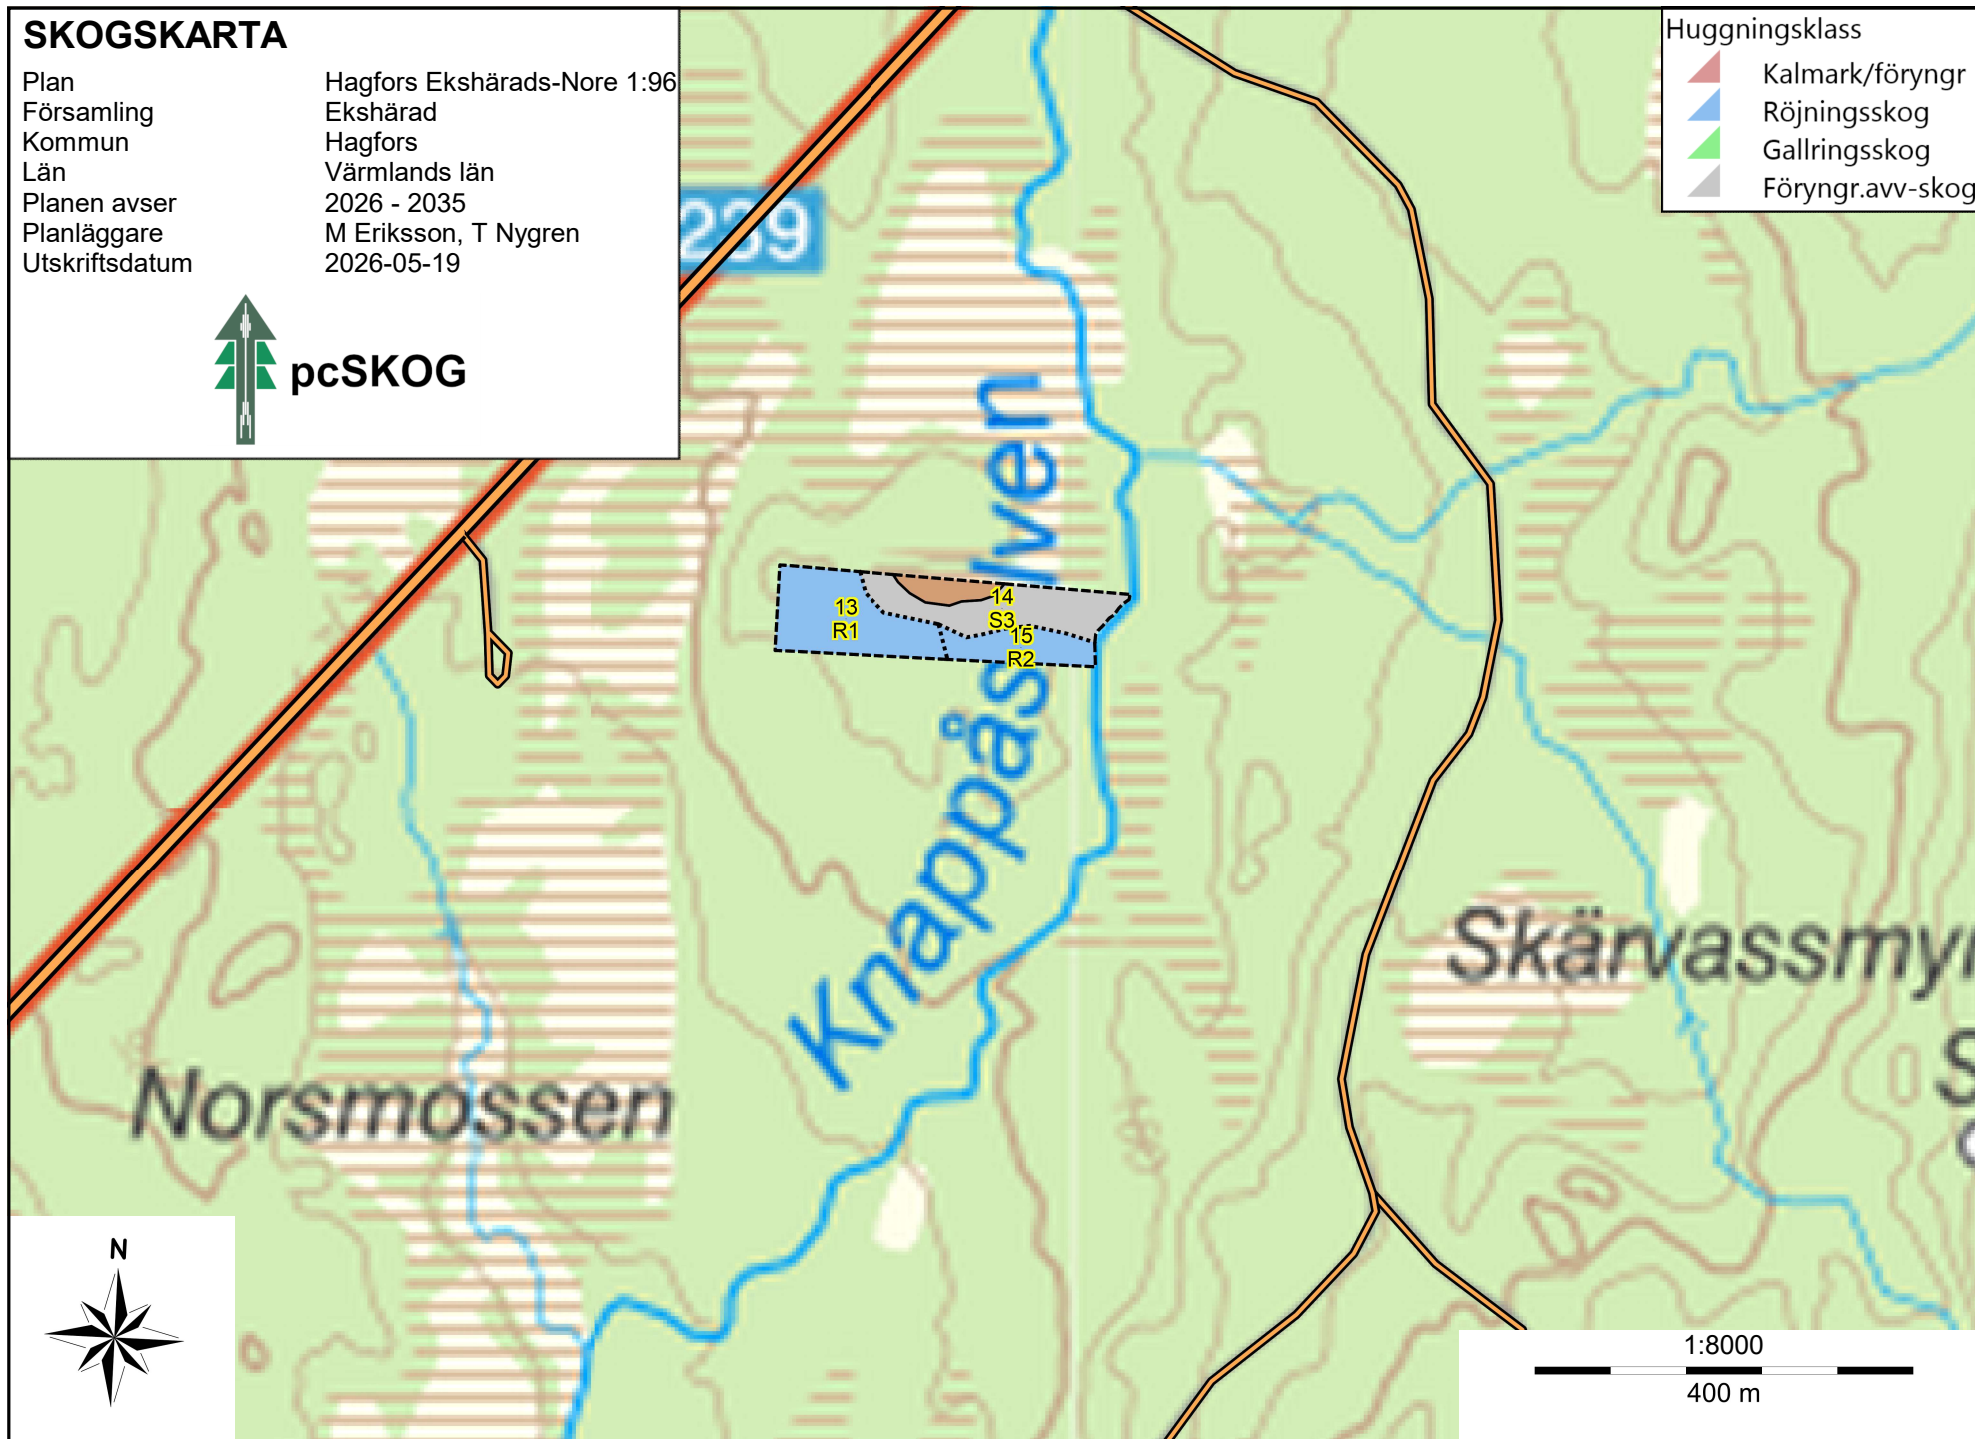 SKOGSKARTA
Plan Hagfors Ekshärads-Nore 1:96
Församling Ekshärad
Kommun Hagfors
Län Värmlands län
Planen avser 2026 - 2035
Planläggare M Eriksson, T Nygren
Utskriftsdatum 2026-05-19
pcSKOG
Huggningsklass
Kalmark/föryngr
Röjningsskog
Gallringsskog
Föryngr.avv-skog
239
13
R1
14
S3
15
R2
Knappås
lven
Skärvassmyr
S
Norsmossen
N
1:8000
400 m